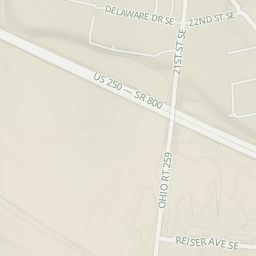 DELAWARE DR SE
22ND ST SE
21ST ST SE
US 250 — SR 800
OHIO RT 259
REISER AVE SE